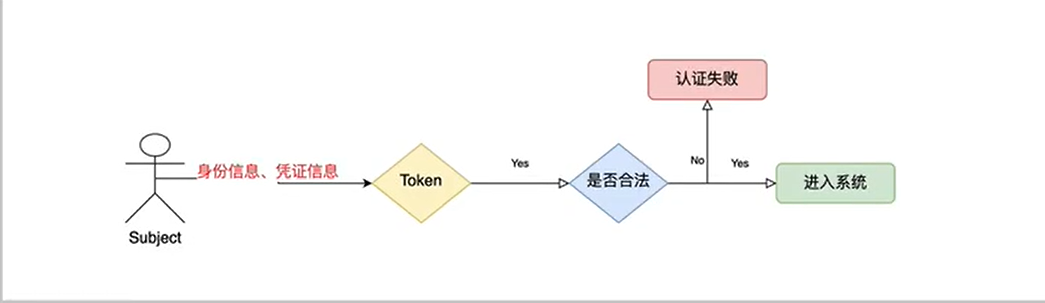 认证失败
身份信息、凭证信息
Token
Yes
是否合法
No
Yes
进入系统
Subject